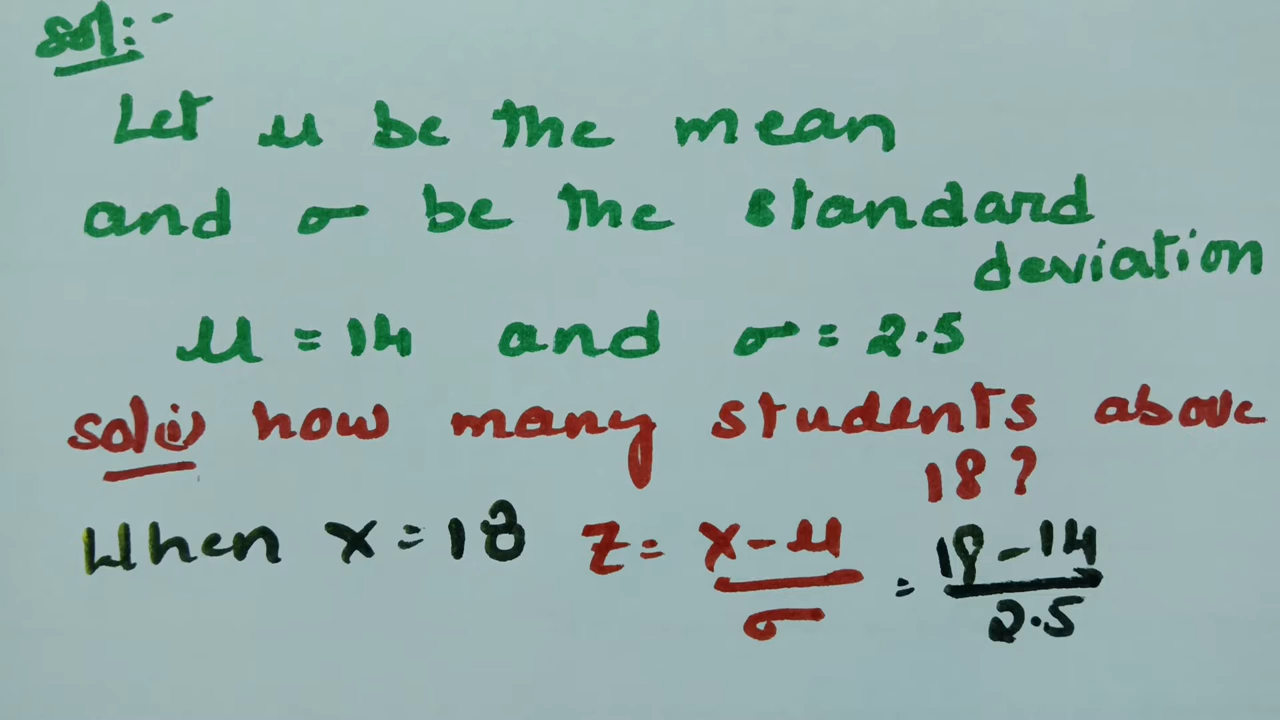 Sol:-
Let μ be the mean
and σ be the standard
deviation
μ = 14 and σ = 2.5
sol(i) how many students above
18?
When x = 18 z = x - μ / σ = 18 - 14 / 2.5